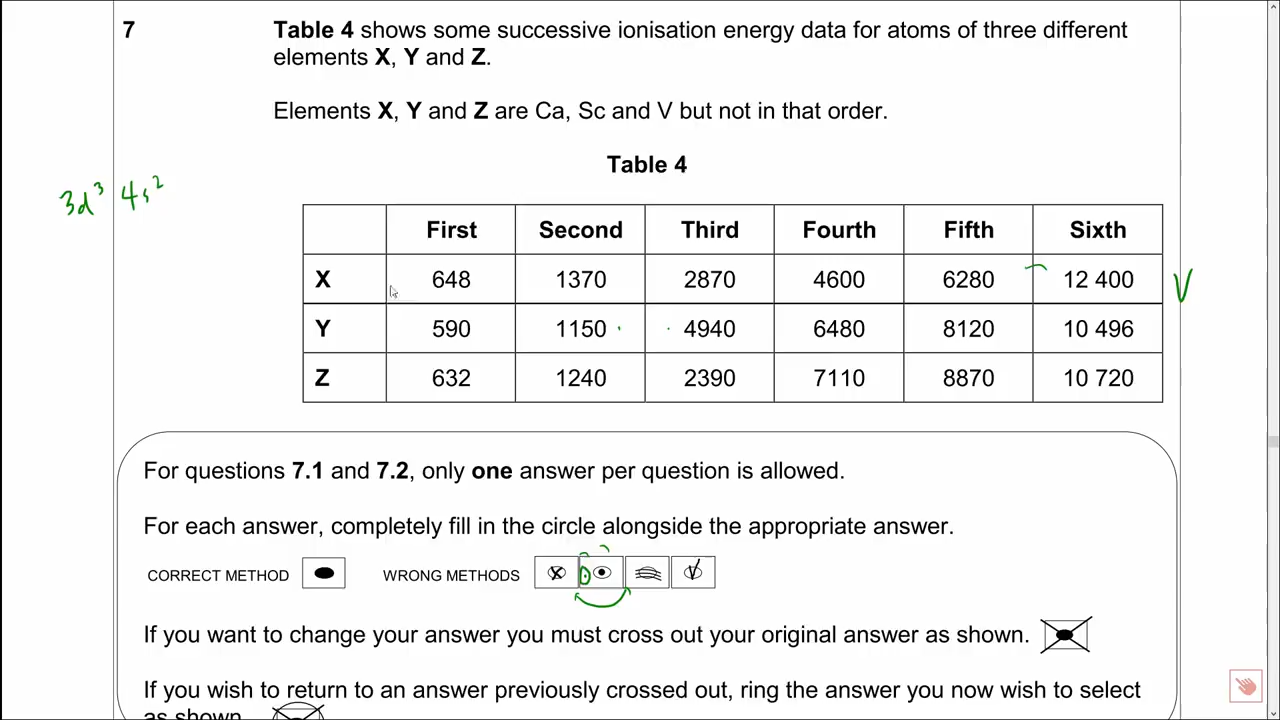 7 Table 4 shows some successive ionisation energy data for atoms of three different
elements X, Y and Z.
Elements X, Y and Z are Ca, Sc and V but not in that order.
Table 4
3d³ 4s²
First Second Third Fourth Fifth Sixth
X 648 1370 2870 4600 6280 12 400 V
Y 590 1150 4940 6480 8120 10 496
Z 632 1240 2390 7110 8870 10 720
For questions 7.1 and 7.2, only one answer per question is allowed.
For each answer, completely fill in the circle alongside the appropriate answer.
CORRECT METHOD WRONG METHODS
If you want to change your answer you must cross out your original answer as shown.
If you wish to return to an answer previously crossed out, ring the answer you now wish to select
as shown.